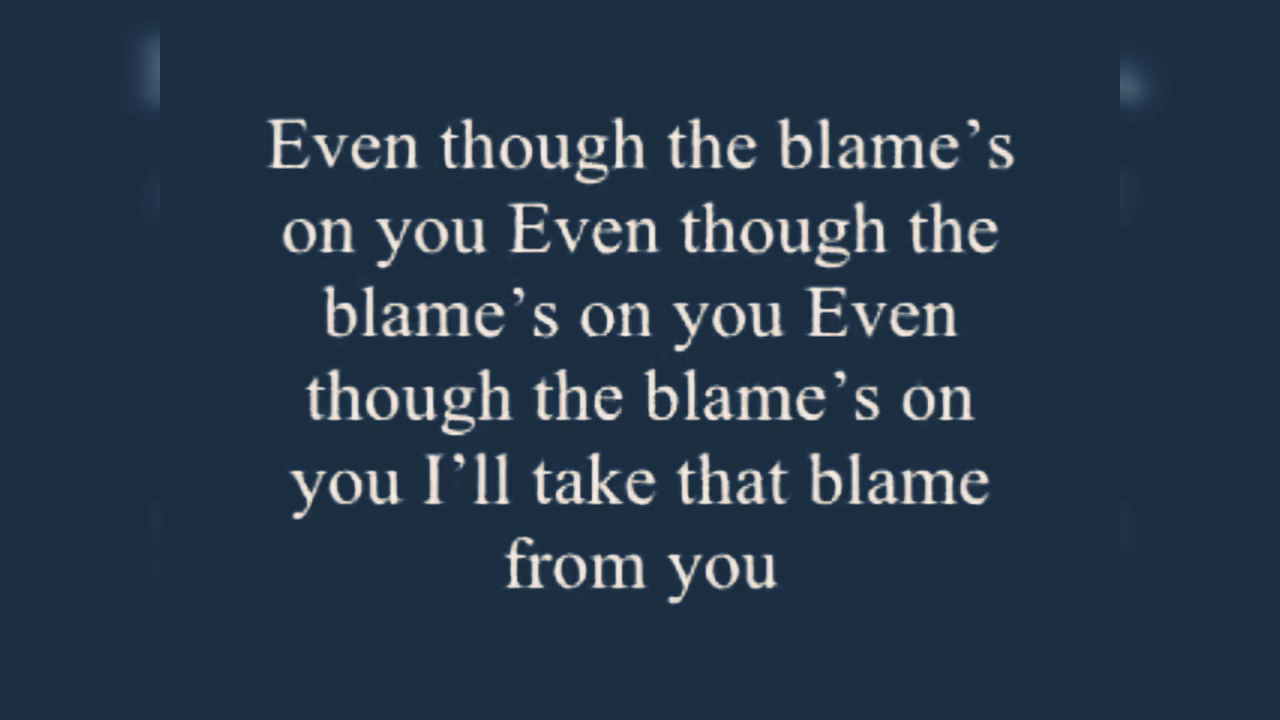 Even though the blame’s
on you Even though the
blame’s on you Even
though the blame’s on
you I’ll take that blame
from you